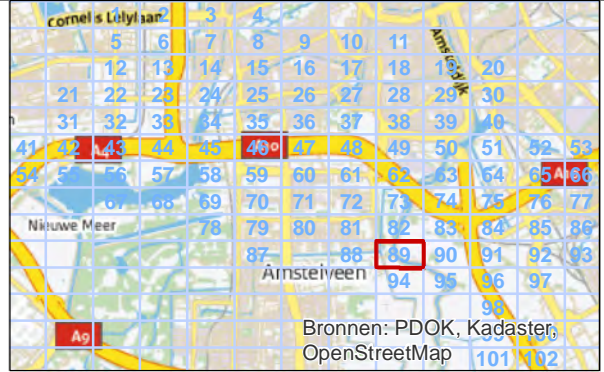 Cornelis Lelylaan
1 2 3 4
5 6 7 8 9 10 11
Amsteldijk
12 13 14 15 16 17 18 19 20
21 22 23 24 25 26 27 28 29 30
31 32 33 34 35 36 37 38 39 40
41 42 43 44 45 46 47 48 49 50 51 52 53
54 55 56 57 58 59 60 61 62 63 64 65 66
67 68 69 70 71 72 73 74 75 76 77
Nieuwe Meer
78 79 80 81 82 83 84 85 86
87 88 89 90 91 92 93
Amstelveen
94 95 96 97
98
Bronnen: PDOK, Kadaster,
A9
OpenStreetMap
101 102